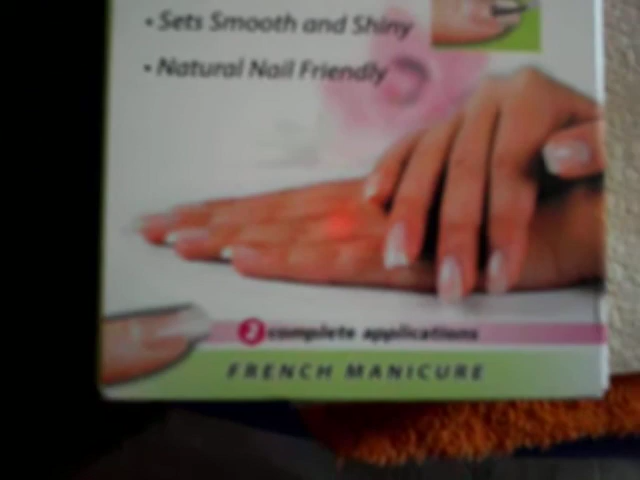 • Sets Smooth and Shiny
• Natural Nail Friendly
2 complete applications
FRENCH MANICURE